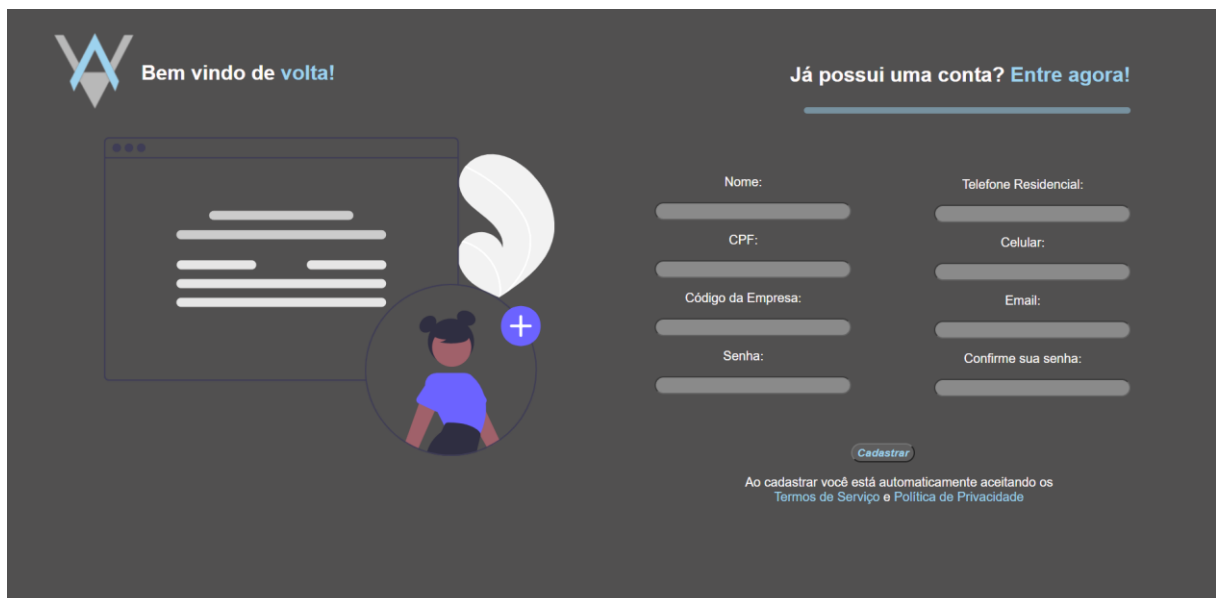 Bem vindo de volta!
Já possui uma conta? Entre agora!
Nome:
Telefone Residencial:
CPF:
Celular:
Código da Empresa:
Email:
Senha:
Confirme sua senha:
Cadastrar
Ao cadastrar você está automaticamente aceitando os
Termos de Serviço e Política de Privacidade